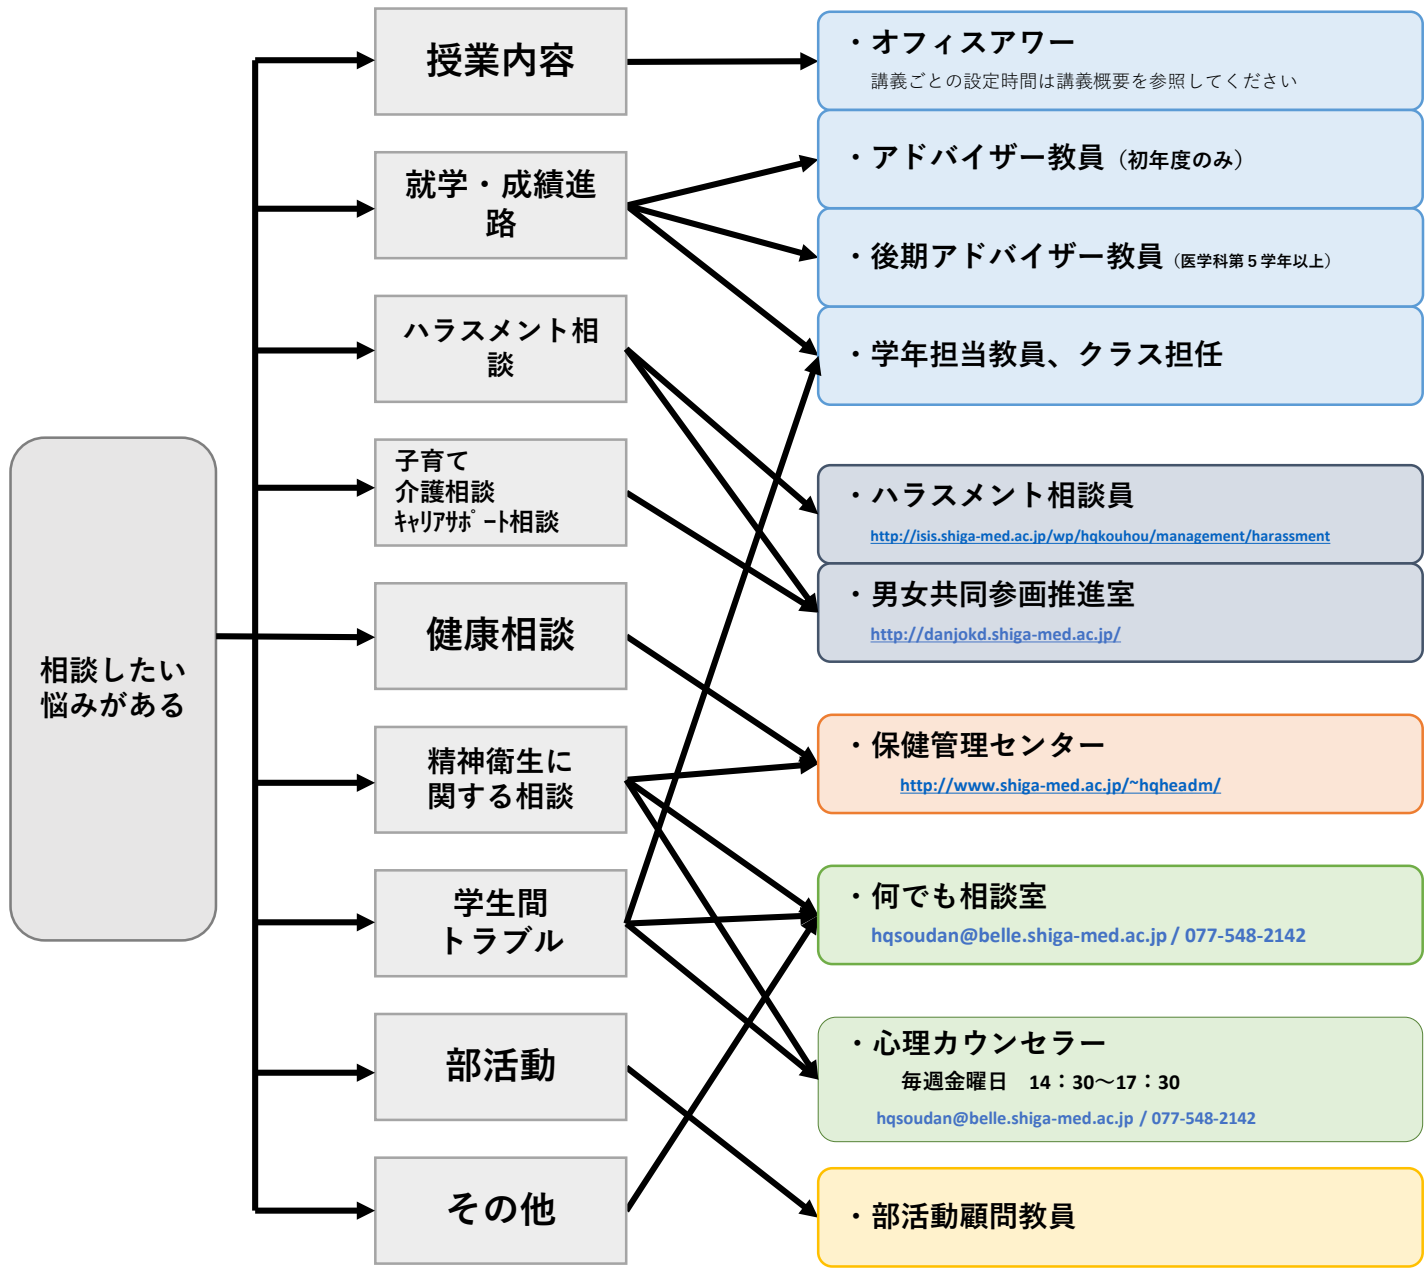 相談したい
悩みがある
授業内容
就学・成績進
路
ハラスメント相
談
子育て
介護相談
ｷｬﾘｱｻﾎﾟｰﾄ相談
健康相談
精神衛生に
関する相談
学生間
トラブル
部活動
その他
・オフィスアワー
講義ごとの設定時間は講義概要を参照してください
・アドバイザー教員（初年度のみ）
・後期アドバイザー教員（医学科第５学年以上）
・学年担当教員、クラス担任
・ハラスメント相談員
http://isis.shiga-med.ac.jp/wp/hqkouhou/management/harassment
・男女共同参画推進室
http://danjokd.shiga-med.ac.jp/
・保健管理センター
http://www.shiga-med.ac.jp/~hqheadm/
・何でも相談室
hqsoudan@belle.shiga-med.ac.jp / 077-548-2142
・心理カウンセラー
毎週金曜日　14：30～17：30
hqsoudan@belle.shiga-med.ac.jp / 077-548-2142
・部活動顧問教員